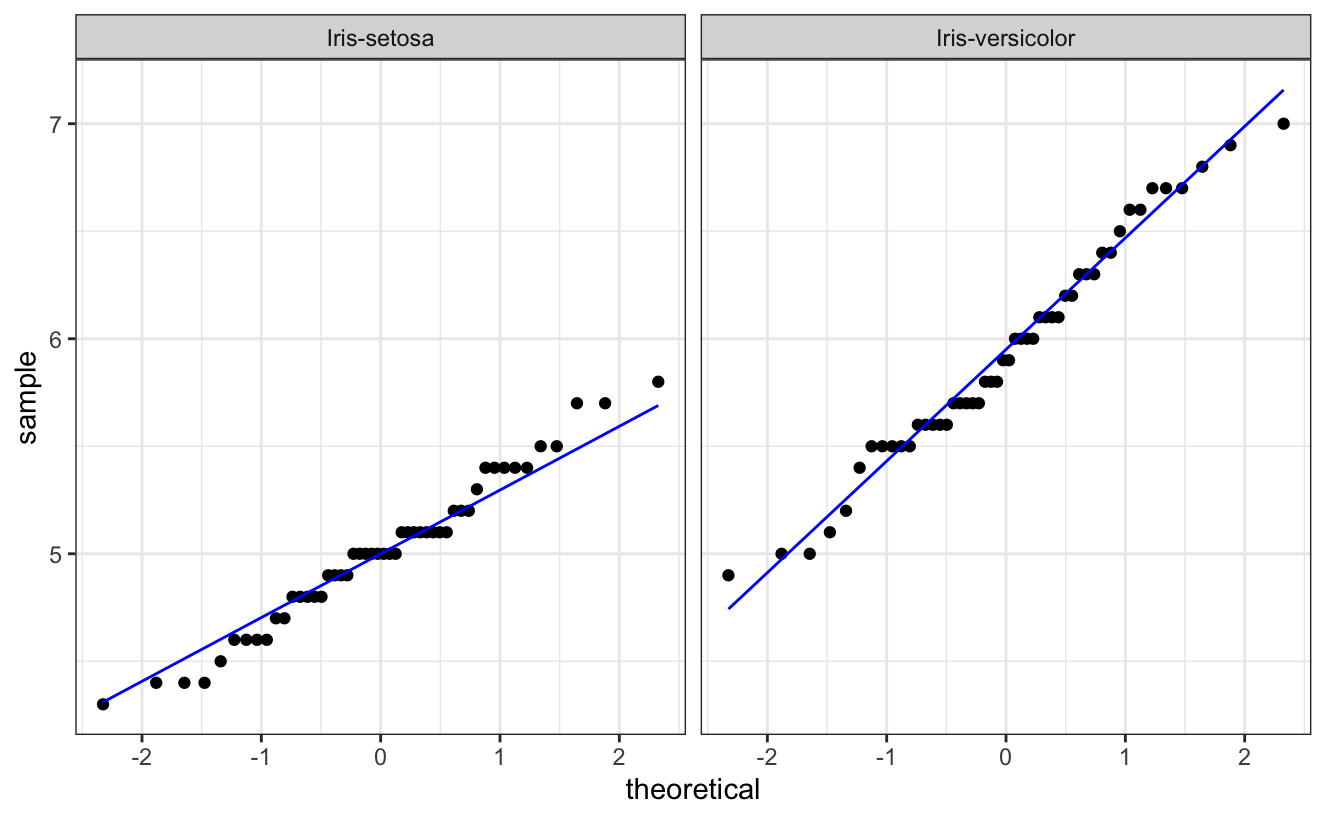 Iris-setosa
Iris-versicolor
sample
7
6
5
-2 -1 0 1 2
-2 -1 0 1 2
theoretical